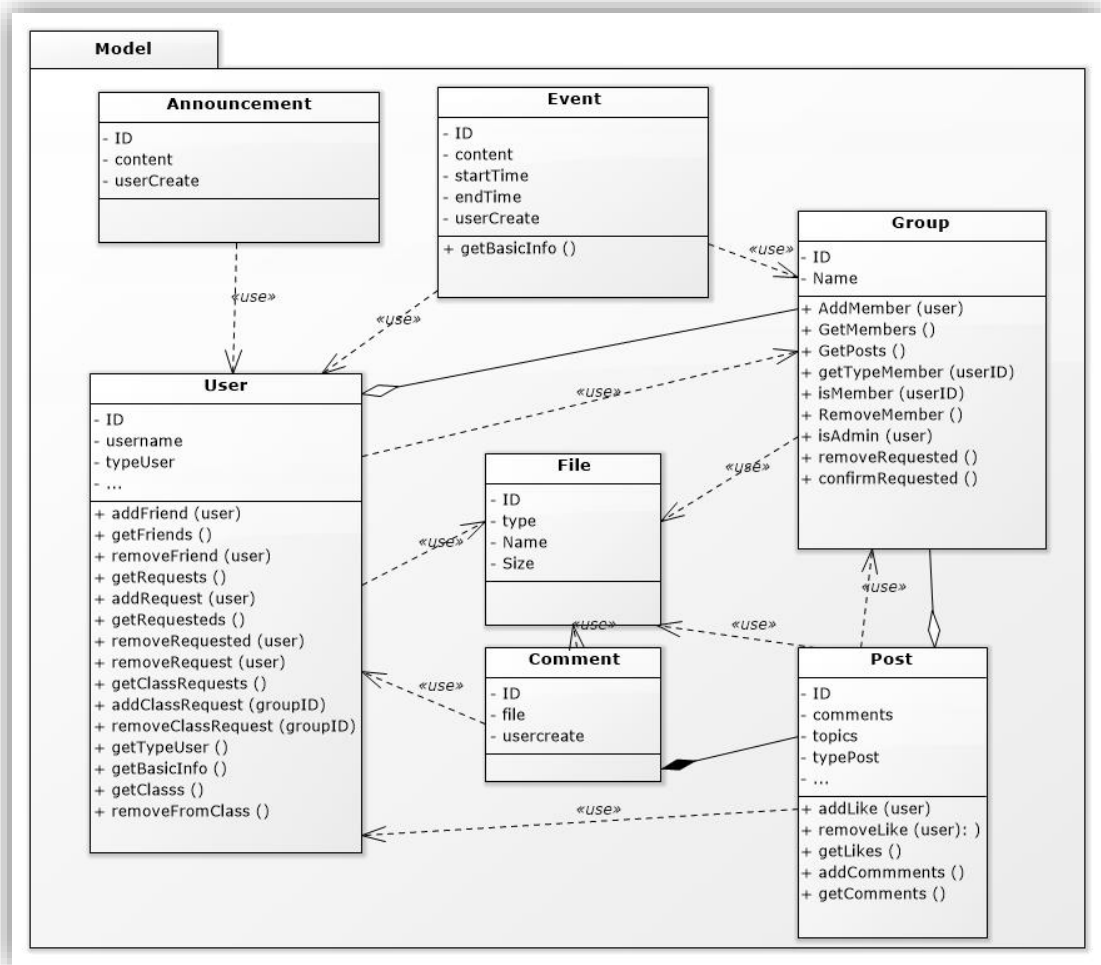 Model
Announcement
- ID
- content
- userCreate
Event
- ID
- content
- startTime
- endTime
- userCreate
+ getBasicInfo ()
Group
- ID
- Name
+ AddMember (user)
+ GetMembers ()
+ GetPosts ()
+ getTypeMember (userID)
+ isMember (userID)
+ RemoveMember ()
+ isAdmin (user)
+ removeRequested ()
+ confirmRequested ()
«use»
«use»
«use»
«use»
User
- ID
- username
- typeUser
- ...
+ addFriend (user)
+ getFriends ()
+ removeFriend (user)
+ getRequests ()
+ addRequest (user)
+ getRequesteds ()
+ removeRequested (user)
+ removeRequest (user)
+ getClassRequests ()
+ addClassRequest (groupID)
+ removeClassRequest (groupID)
+ getTypeUser ()
+ getBasicInfo ()
+ getClasss ()
+ removeFromClass ()
File
- ID
- type
- Name
- Size
«use»
«use»
«use»
«use»
«use»
«use»
«use»
Comment
- ID
- file
- usercreate
Post
- ID
- comments
- topics
- typePost
- ...
+ addLike (user)
+ removeLike (user): )
+ getLikes ()
+ addCommments ()
+ getComments ()